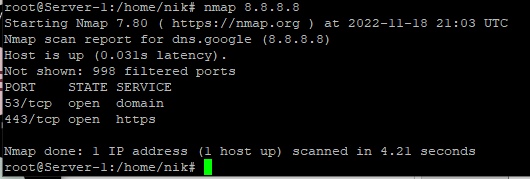 root@Server-1:/home/nik# nmap 8.8.8.8
Starting Nmap 7.80 ( https://nmap.org ) at 2022-11-18 21:03 UTC
Nmap scan report for dns.google (8.8.8.8)
Host is up (0.031s latency).
Not shown: 998 filtered ports
PORT    STATE SERVICE
53/tcp  open  domain
443/tcp open  https

Nmap done: 1 IP address (1 host up) scanned in 4.21 seconds
root@Server-1:/home/nik#